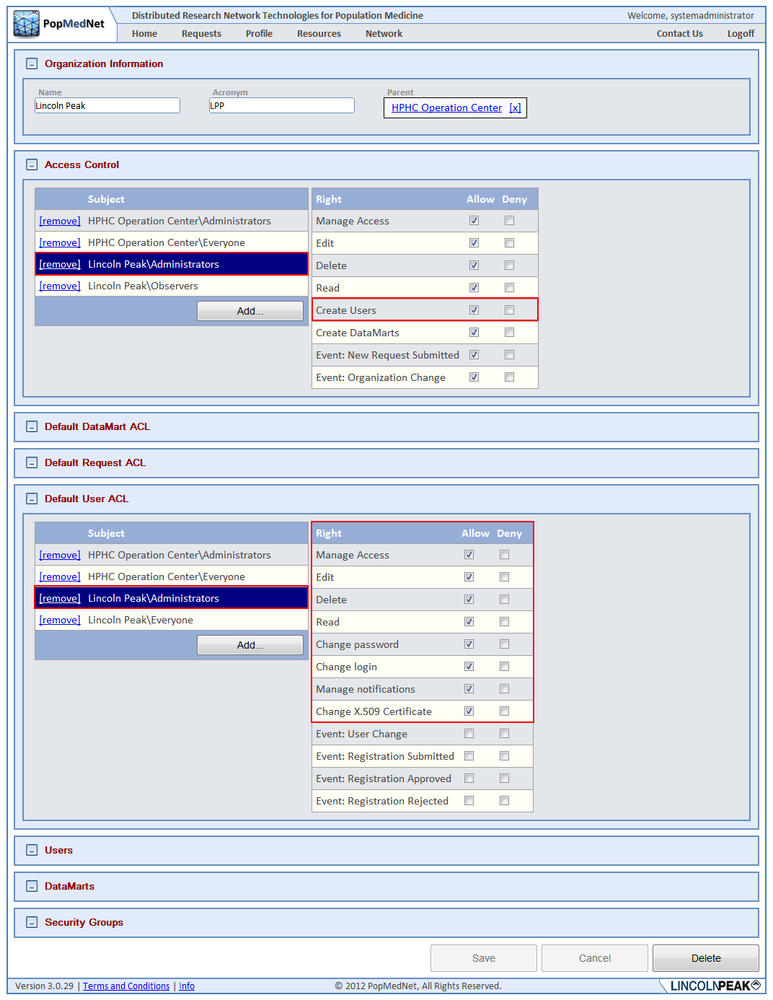 PopMedNet
Distributed Research Network Technologies for Population Medicine
Welcome, systemadministrator
Home Requests Profile Resources Network Contact Us Logoff
Organization Information
Name Acronym Parent
Lincoln Peak LPP HPHC Operation Center [x]
Access Control
Subject
[remove] HPHC Operation Center\Administrators
[remove] HPHC Operation Center\Everyone
[remove] Lincoln Peak\Administrators
[remove] Lincoln Peak\Observers
Add...
Right Allow Deny
Manage Access
Edit
Delete
Read
Create Users
Create DataMarts
Event: New Request Submitted
Event: Organization Change
Default DataMart ACL
Default Request ACL
Default User ACL
Subject
[remove] HPHC Operation Center\Administrators
[remove] HPHC Operation Center\Everyone
[remove] Lincoln Peak\Administrators
[remove] Lincoln Peak\Everyone
Add...
Right Allow Deny
Manage Access
Edit
Delete
Read
Change password
Change login
Manage notifications
Change X.509 Certificate
Event: User Change
Event: Registration Submitted
Event: Registration Approved
Event: Registration Rejected
Users
DataMarts
Security Groups
Save Cancel Delete
Version 3.0.29 | Terms and Conditions | Info © 2012 PopMedNet, All Rights Reserved. LINCOLNPEAK